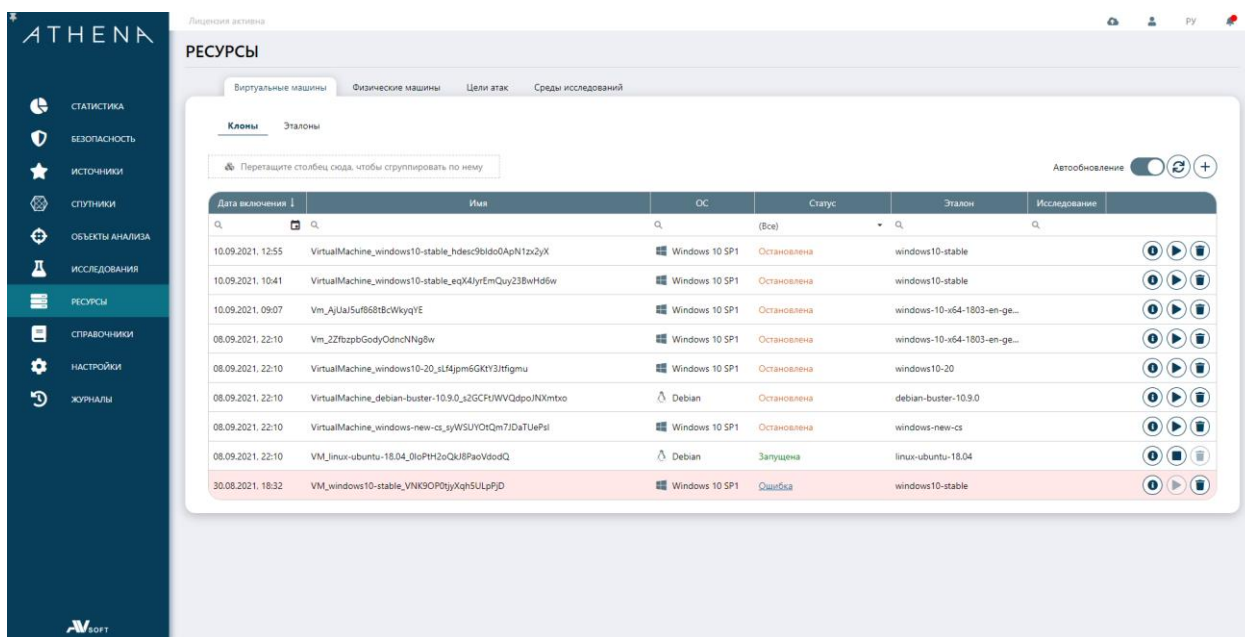 Лицензия активна
РУ
ATHENA
РЕСУРСЫ
Виртуальные машины Физические машины Цели атак Среды исследований
СТАТИСТИКА
БЕЗОПАСНОСТЬ
ИСТОЧНИКИ
СПУТНИКИ
ОБЪЕКТЫ АНАЛИЗА
ИССЛЕДОВАНИЯ
РЕСУРСЫ
СПРАВОЧНИКИ
НАСТРОЙКИ
ЖУРНАЛЫ
AVSOFT
Клоны Эталоны
Перетащите столбец сюда, чтобы сгруппировать по нему
Автообновление
Дата включения Имя ОС Статус Эталон Исследование
(Все)
10.09.2021, 12:55 VirtualMachine_windows10-stable_hdesc9bldo0ApN1zx2yX Windows 10 SP1 Остановлена windows10-stable
10.09.2021, 10:41 VirtualMachine_windows10-stable_eqX4JyrEmQuy23BwHd6w Windows 10 SP1 Остановлена windows10-stable
10.09.2021, 09:07 Vm_AjUaJ5uf868tBcWkyqYE Windows 10 SP1 Остановлена windows-10-x64-1803-en-ge...
08.09.2021, 22:10 Vm_2ZfbzpbGodyOdncNNg8w Windows 10 SP1 Остановлена windows-10-x64-1803-en-ge...
08.09.2021, 22:10 VirtualMachine_windows10-20_sLf4jpm6GKtY3Jtfigmu Windows 10 SP1 Остановлена windows10-20
08.09.2021, 22:10 VirtualMachine_debian-buster-10.9.0_s2GCFtJWVQdpoJNXmtxo Debian Остановлена debian-buster-10.9.0
08.09.2021, 22:10 VirtualMachine_windows-new-cs_syWSUYOtQm7JDaTUePsI Windows 10 SP1 Остановлена windows-new-cs
08.09.2021, 22:10 VM_linux-ubuntu-18.04_0IoPtH2oQkJ8PaoVdodQ Debian Запущена linux-ubuntu-18.04
30.08.2021, 18:32 VM_windows10-stable_VNK9OP0tjyXqh5ULpPjD Windows 10 SP1 Ошибка windows10-stable